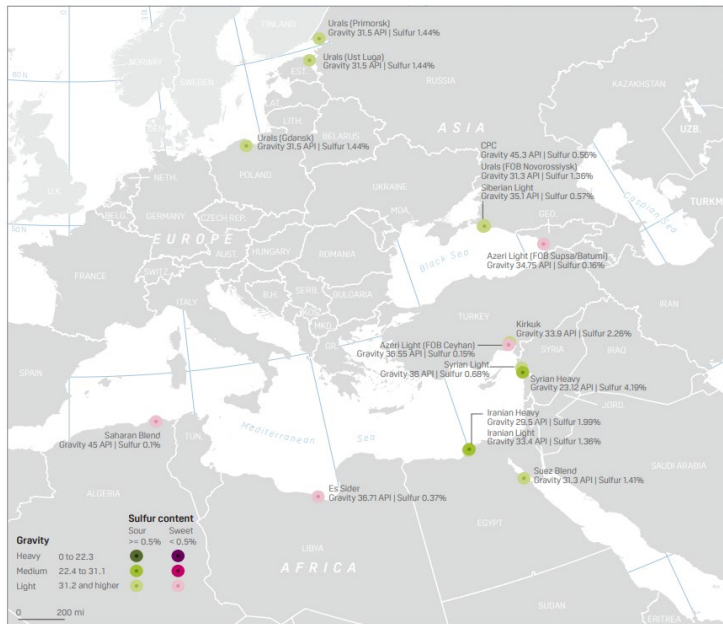 FINLAND
Urals (Primorsk)
Gravity 31.5 API | Sulfur 1.44%
NORWAY
SWEDEN
Urals (Ust Luga)
Gravity 31.5 API | Sulfur 1.44%
EST.
RUSSIA
KAZAKHSTAN
60 N
LAT.
LITH.
DEN.
BELARUS
ASIA
UZB.
Urals (Gdansk)
Gravity 31.5 API | Sulfur 1.44%
CPC
Gravity 45.3 API | Sulfur 0.56%
Urals (FOB Novorossiysk)
Gravity 31.3 API | Sulfur 1.36%
Siberian Light
Gravity 35.1 API | Sulfur 0.57%
U.K.
NETH.
POLAND
UKRAINE
Caspian Sea
TURKM
BELG.
GERMANY
CZECH REP.
MOA.
GEO.
50 N
EUROPE
AUST.
HUNGARY
ROMANIA
Black Sea
Azeri Light (FOB Supsa/Batumi)
Gravity 34.75 API | Sulfur 0.16%
FRANCE
SWITZ.
B.H.
SERB.
BULGARIA
KOS.
MKD.
ITALY
GR.
TURKEY
IRAN
Kirkuk
Gravity 33.9 API | Sulfur 2.26%
Azeri Light (FOB Ceyhan)
Gravity 36.55 API | Sulfur 0.15%
SYRIA
IRAQ
SPAIN
Syrian Light
Gravity 36 API | Sulfur 0.68%
Syrian Heavy
Gravity 23.12 API | Sulfur 4.19%
JORD.
Iranian Heavy
Gravity 29.5 API | Sulfur 1.99%
Iranian Light
Gravity 33.4 API | Sulfur 1.36%
Mediterranean Sea
Saharan Blend
Gravity 45 API | Sulfur 0.1%
TUN.
SAUDI ARABIA
Suez Blend
Gravity 31.3 API | Sulfur 1.41%
Es Sider
Gravity 36.71 API | Sulfur 0.37%
ALGERIA
EGYPT
LIBYA
AFRICA
SUDAN
ERITREA
Sulfur content
Gravity
Sour
>= 0.5%
Sweet
< 0.5%
Heavy 0 to 22.3
Medium 22.4 to 31.1
Light 31.2 and higher
0 200 mi